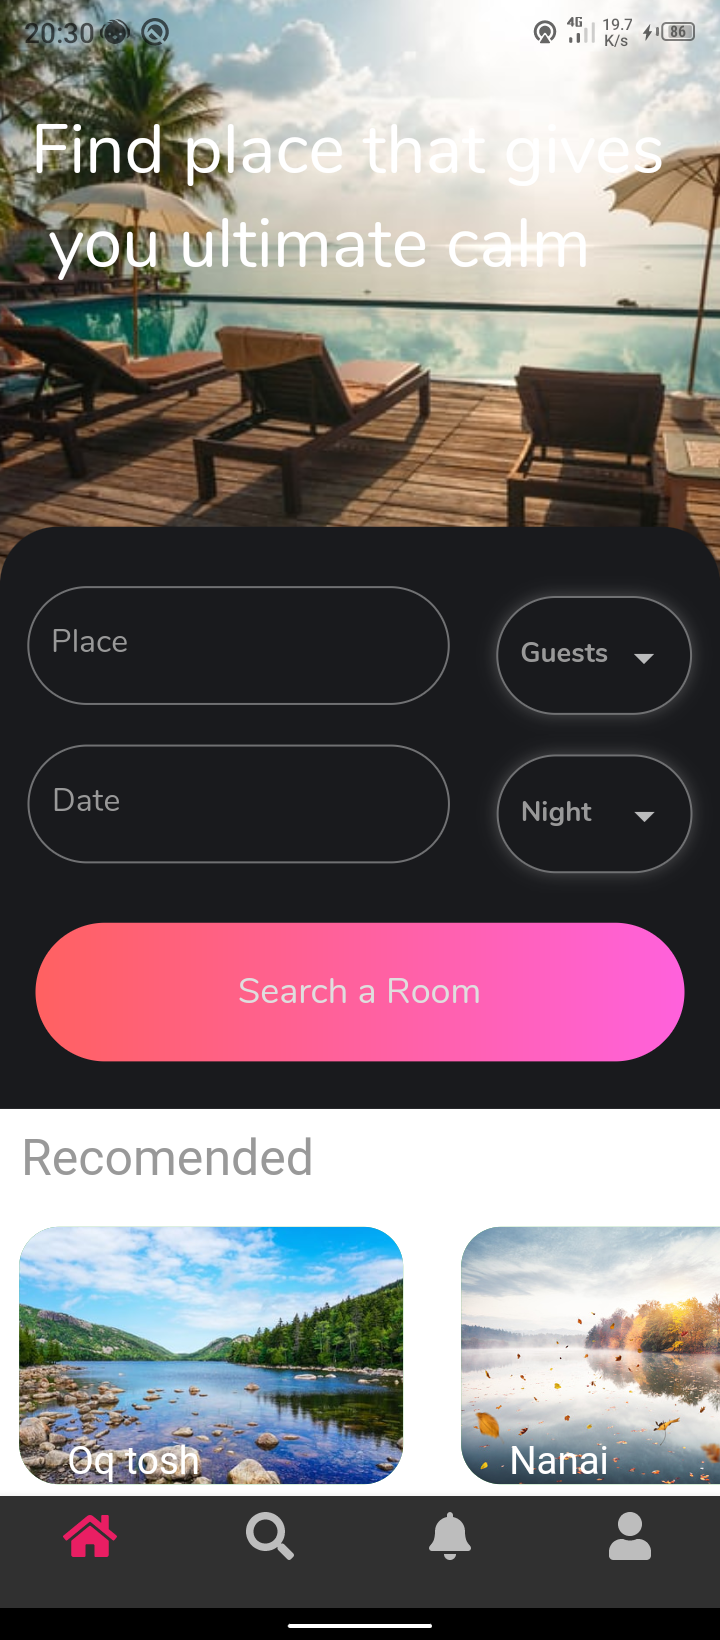 20:30
4G
19.7
K/s
86
Find place that gives
you ultimate calm
Place
Guests
Date
Night
Search a Room
Recomended
Oq tosh
Nanai